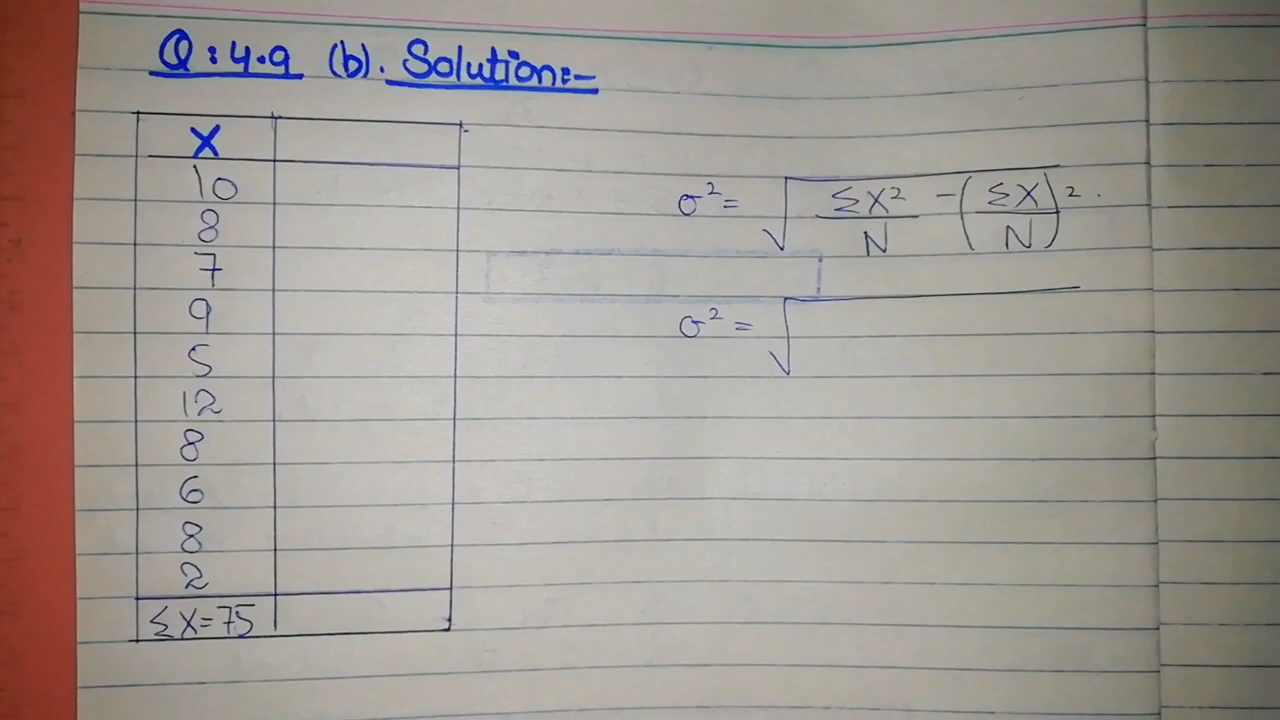 Q:4.9 (b). Solution:-
X
10
8
7
9
5
12
8
6
8
2
ΣX=75
σ² = √ ΣX²/N - (ΣX/N)².
σ² = √